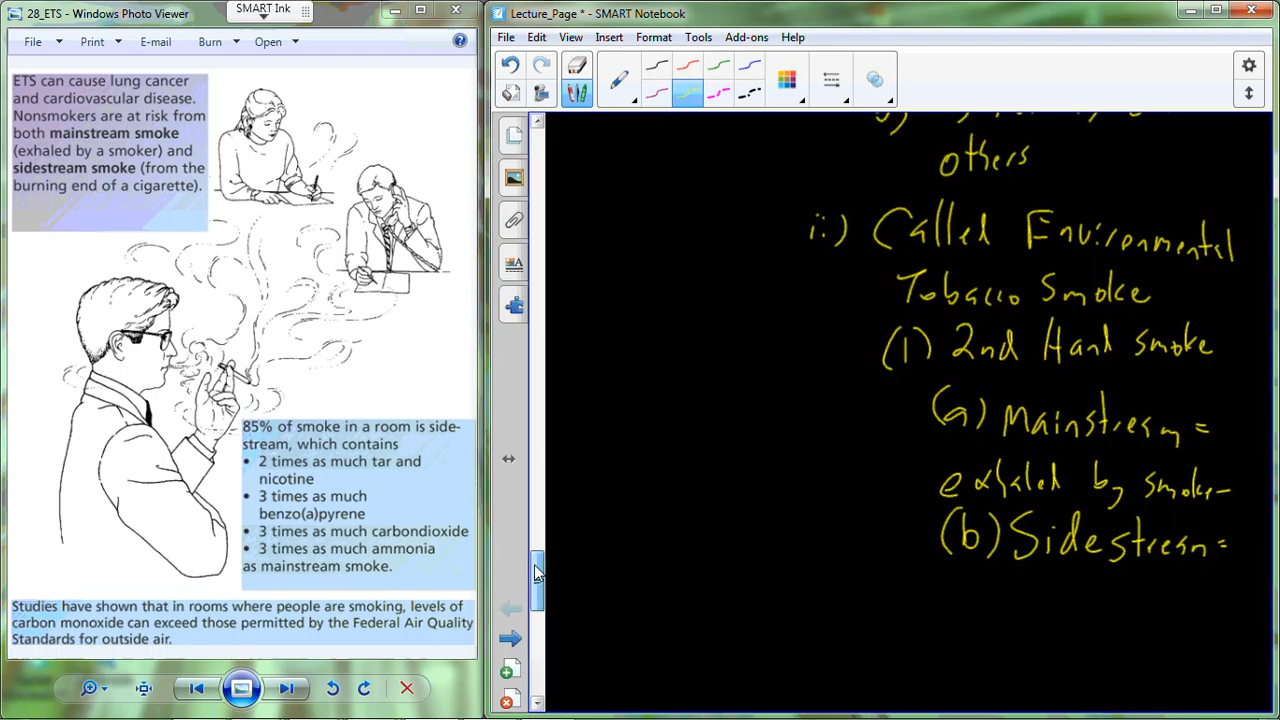 28_ETS - Windows Photo Viewer
SMART Ink
File Print E-mail Burn Open
ETS can cause lung cancer
and cardiovascular disease.
Nonsmokers are at risk from
both mainstream smoke
(exhaled by a smoker) and
sidestream smoke (from the
burning end of a cigarette).
85% of smoke in a room is side-
stream, which contains
• 2 times as much tar and
nicotine
• 3 times as much
benzo(a)pyrene
• 3 times as much carbondioxide
• 3 times as much ammonia
as mainstream smoke.
Studies have shown that in rooms where people are smoking, levels of
carbon monoxide can exceed those permitted by the Federal Air Quality
Standards for outside air.
Lecture_Page * - SMART Notebook
File Edit View Insert Format Tools Add-ons Help
others
ii) Called Environmental
Tobacco Smoke
(1) 2nd Hand smoke
(a) Mainstream =
exhaled by smoker
(b) Sidestream =